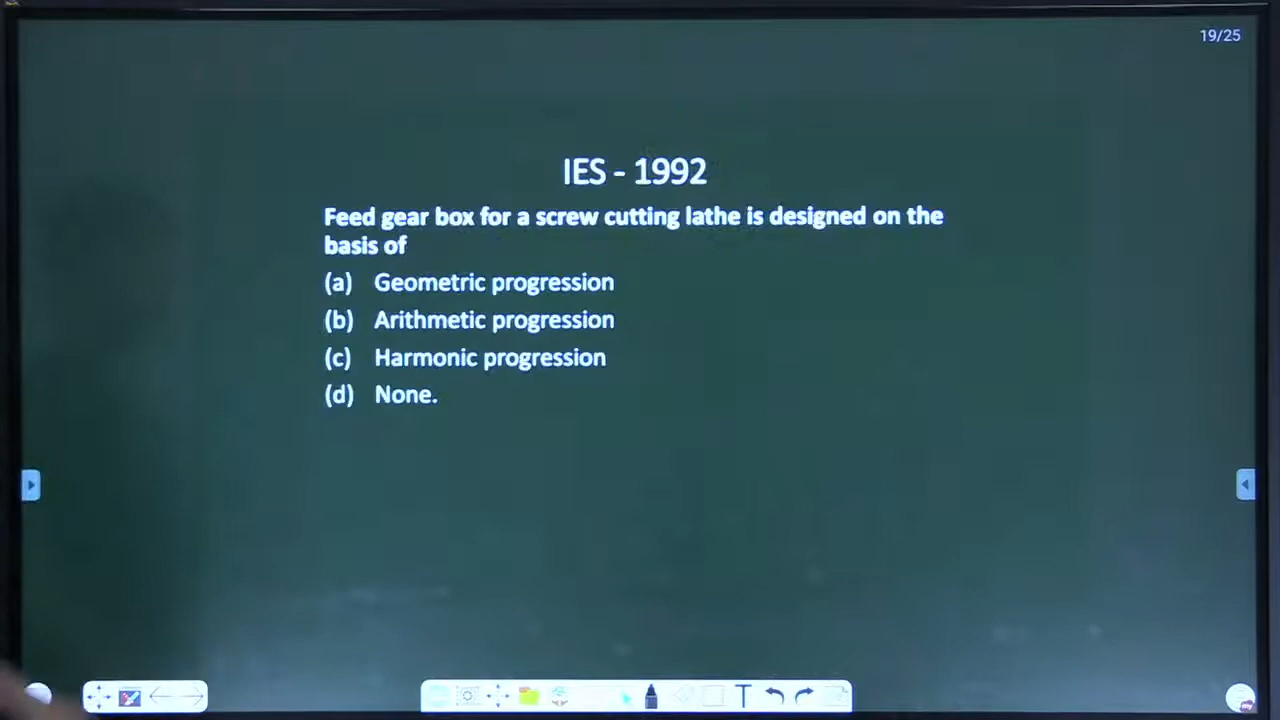 19/25
IES - 1992
Feed gear box for a screw cutting lathe is designed on the
basis of
(a) Geometric progression
(b) Arithmetic progression
(c) Harmonic progression
(d) None.
T